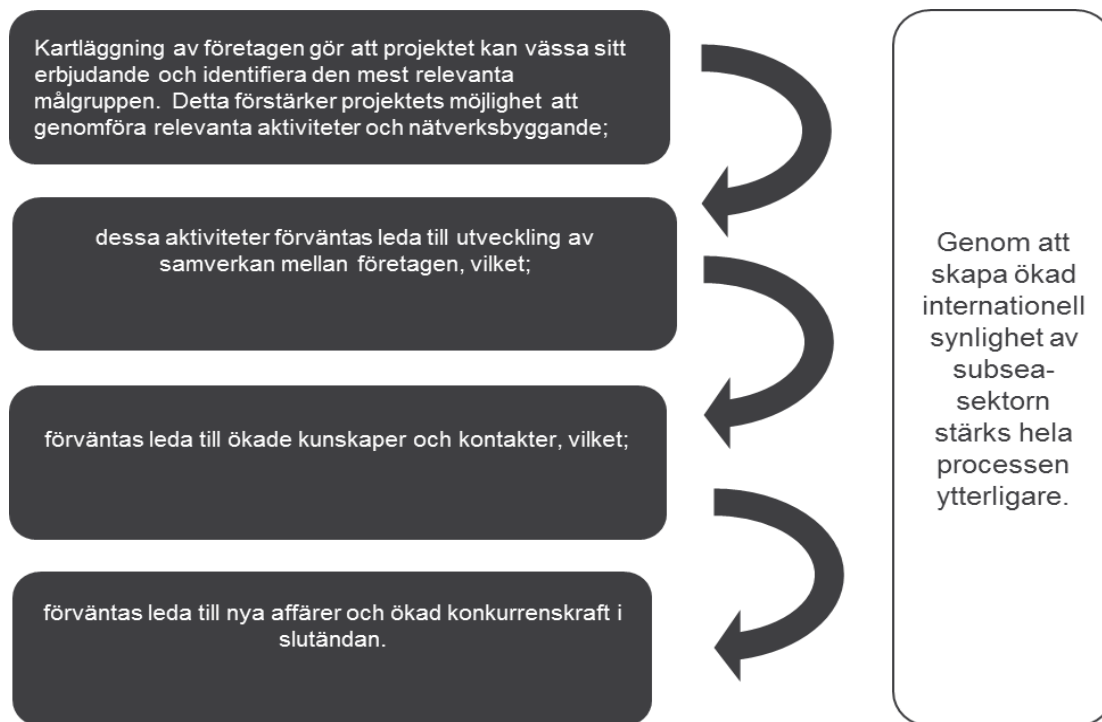 Kartläggning av företagen gör att projektet kan vässa sitt
erbjudande och identifiera den mest relevanta
målgruppen. Detta förstärker projektets möjlighet att
genomföra relevanta aktiviteter och nätverksbyggande;
dessa aktiviteter förväntas leda till utveckling av
samverkan mellan företagen, vilket;
förväntas leda till ökade kunskaper och kontakter, vilket;
förväntas leda till nya affärer och ökad konkurrenskraft i
slutändan.
Genom att
skapa ökad
internationell
synlighet av
subsea-
sektorn
stärks hela
processen
ytterligare.